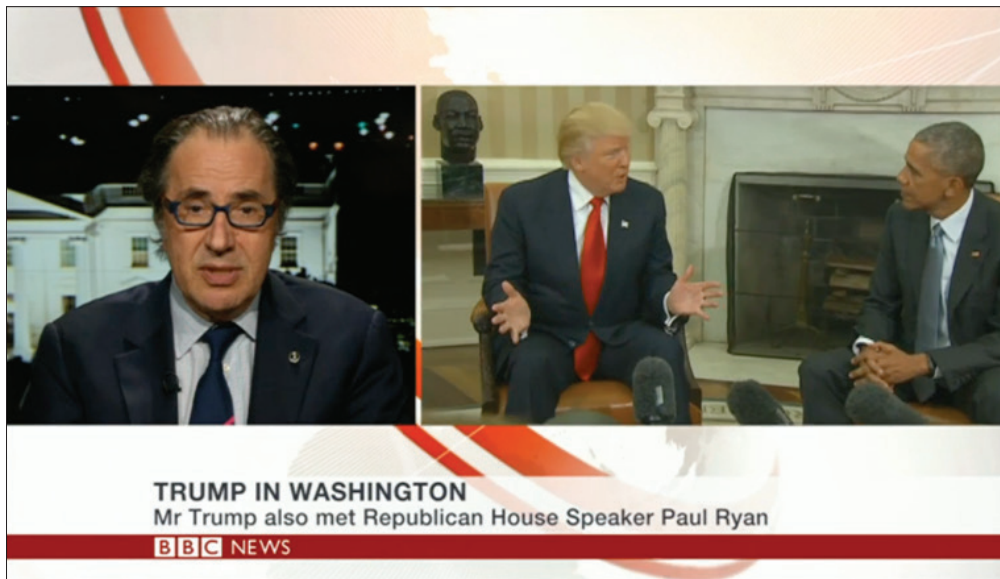 TRUMP IN WASHINGTON
Mr Trump also met Republican House Speaker Paul Ryan
BBC NEWS